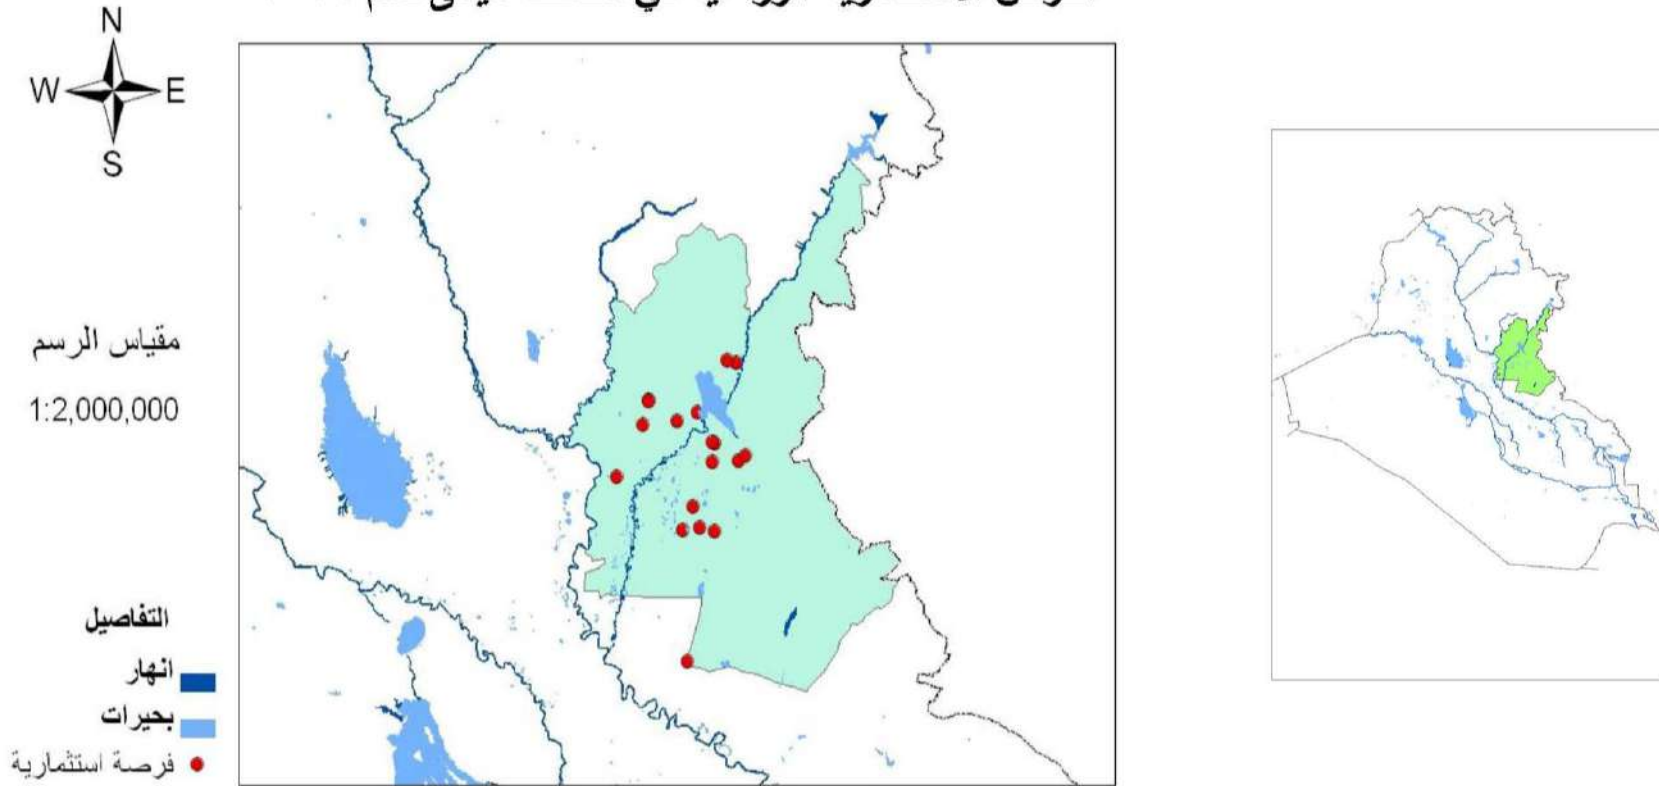 N
W E
S
مقياس الرسم
1:2,000,000
التفاصيل
انهار
بحيرات
فرصة استثمارية